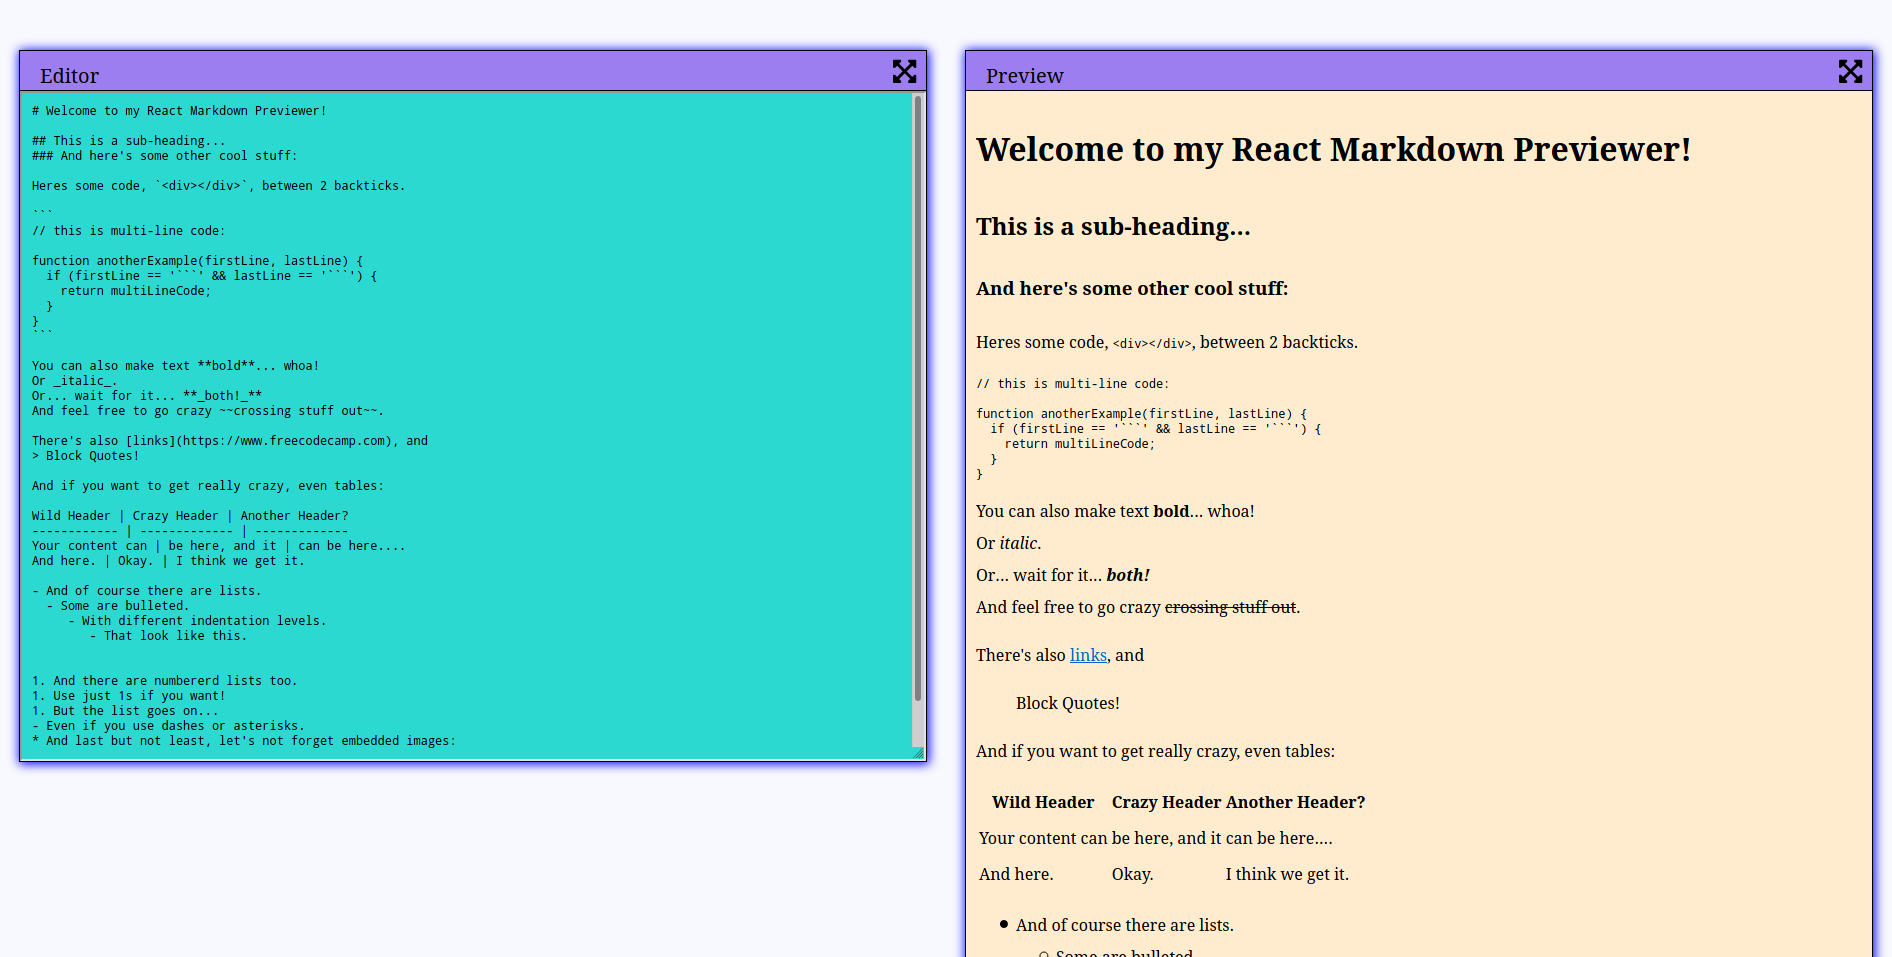 Editor
# Welcome to my React Markdown Previewer!
## This is a sub-heading...
### And here's some other cool stuff:
Heres some code, `<div></div>`, between 2 backticks.
```
// this is multi-line code:
function anotherExample(firstLine, lastLine) {
  if (firstLine == '```' && lastLine == '```') {
    return multiLineCode;
  }
}
```
You can also make text **bold**... whoa!
Or _italic_.
Or... wait for it... **_both!_**
And feel free to go crazy ~~crossing stuff out~~.
There's also [links](https://www.freecodecamp.com), and
> Block Quotes!
And if you want to get really crazy, even tables:
Wild Header | Crazy Header | Another Header?
------------ | ------------- | -------------
Your content can | be here, and it | can be here....
And here. | Okay. | I think we get it.
- And of course there are lists.
  - Some are bulleted.
     - With different indentation levels.
        - That look like this.
1. And there are numbererd lists too.
1. Use just 1s if you want!
1. But the list goes on...
- Even if you use dashes or asterisks.
* And last but not least, let's not forget embedded images:
Preview
Welcome to my React Markdown Previewer!
This is a sub-heading...
And here's some other cool stuff:
Heres some code, <div></div>, between 2 backticks.
// this is multi-line code:
function anotherExample(firstLine, lastLine) {
  if (firstLine == '```' && lastLine == '```') {
    return multiLineCode;
  }
}
You can also make text bold... whoa!
Or italic.
Or... wait for it... both!
And feel free to go crazy crossing stuff out.
There's also links, and
Block Quotes!
And if you want to get really crazy, even tables:
Wild Header Crazy Header Another Header?
Your content can be here, and it can be here....
And here. Okay. I think we get it.
And of course there are lists.
Some are bulleted.